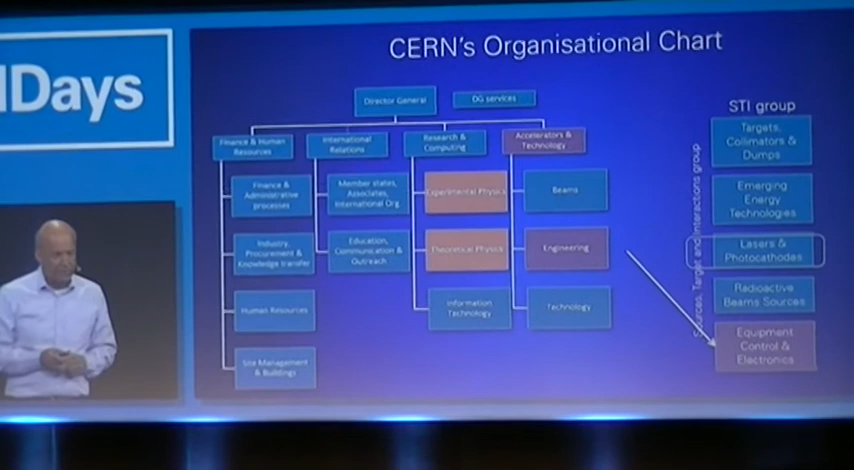 IDays
CERN's Organisational Chart
Director General
DG services
Finance & Human
Resources
International
Relations
Research &
Computing
Accelerators &
Technology
Finance &
Administrative
processes
Industry,
Procurement &
Knowledge transfer
Human Resources
Site Management
& Buildings
Member states,
Associates,
International Org.
Education,
Communication &
Outreach
Experimental Physics
Theoretical Physics
Information
Technology
Beams
Engineering
Technology
STI group
Sources, Target and Interactions group
Targets,
Collimators &
Dumps
Emerging
Energy
Technologies
Lasers &
Photocathodes
Radioactive
Beams Sources
Equipment
Control &
Electronics